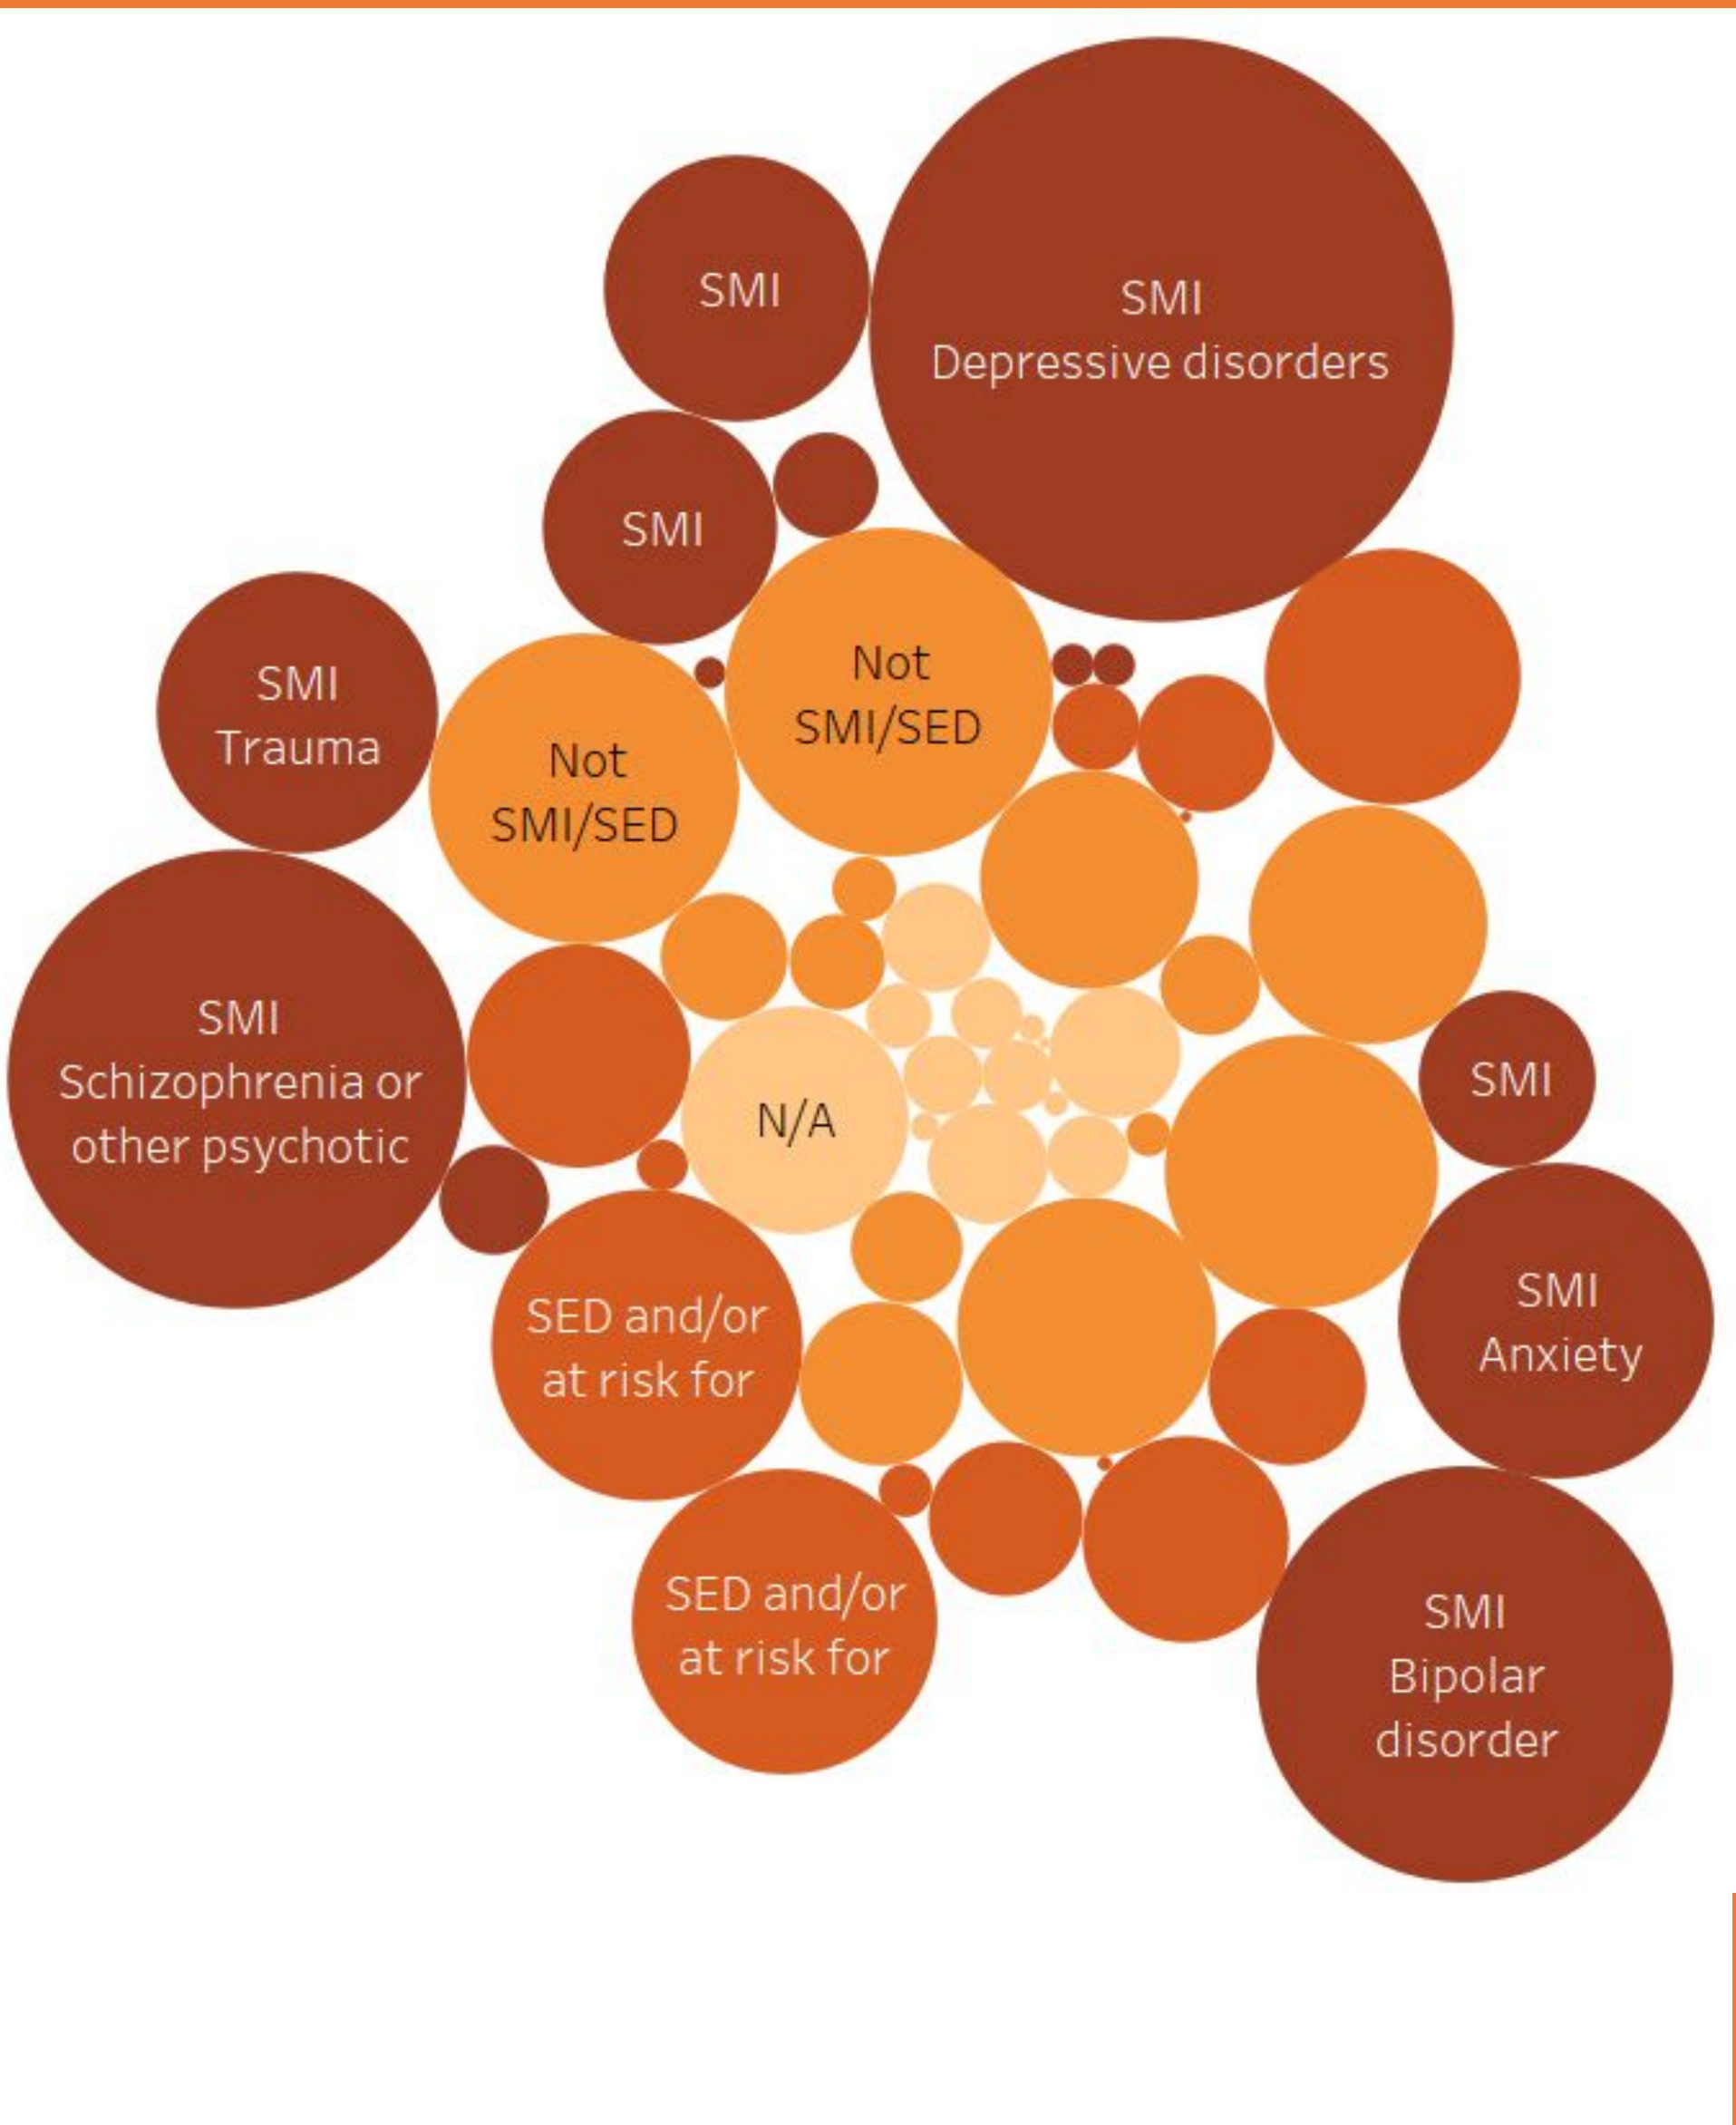 SMI
SMI
Depressive disorders
SMI
Not
SMI/SED
SMI
Trauma
Not
SMI/SED
SMI
Schizophrenia or
other psychotic
SMI
N/A
SMI
Anxiety
SED and/or
at risk for
SED and/or
at risk for
SMI
Bipolar
disorder